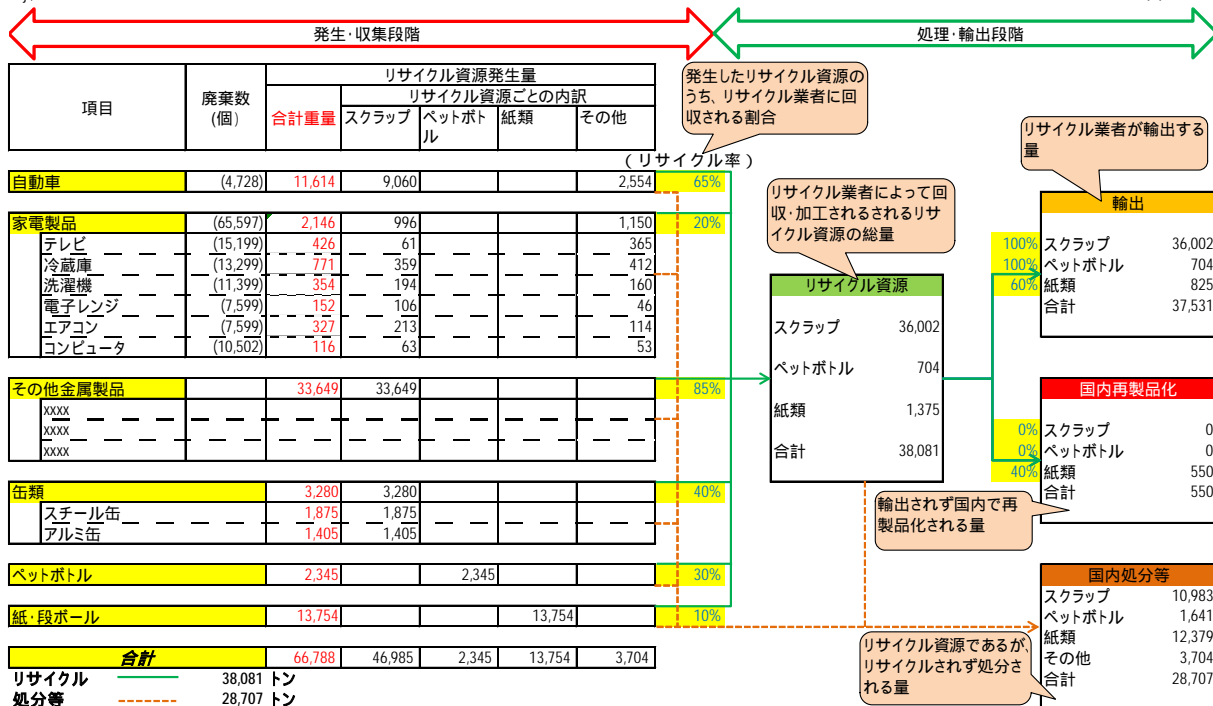 発生・収集段階
処理・輸出段階
項目
廃棄数
(個)
リサイクル資源発生量
合計重量
リサイクル資源ごとの内訳
スクラップ
ペットボト
ル
紙類
その他
発生したリサイクル資源の
うち、リサイクル業者に回
収される割合
(リサイクル率)
自動車 (4,728) 11,614 9,060 2,554 65%
家電製品 (65,597) 2,146 996 1,150 20%
テレビ (15,199) 426 61 365
冷蔵庫 (13,299) 771 359 412
洗濯機 (11,399) 354 194 160
電子レンジ (7,599) 152 106 46
エアコン (7,599) 327 213 114
コンピュータ (10,502) 116 63 53
その他金属製品 33,649 33,649 85%
xxxx
xxxx
xxxx
缶類 3,280 3,280 40%
スチール缶 1,875 1,875
アルミ缶 1,405 1,405
ペットボトル 2,345 2,345 30%
紙・段ボール 13,754 13,754 10%
合計 66,788 46,985 2,345 13,754 3,704
リサイクル 38,081 トン
処分等 28,707 トン
リサイクル業者によって回
収・加工されるされるリサ
イクル資源の総量
リサイクル資源
スクラップ 36,002
ペットボトル 704
紙類 1,375
合計 38,081
リサイクル業者が輸出する
量
輸出
100% スクラップ 36,002
100% ペットボトル 704
60% 紙類 825
合計 37,531
国内再製品化
0% スクラップ 0
0% ペットボトル 0
40% 紙類 550
合計 550
輸出されず国内で再
製品化される量
国内処分等
スクラップ 10,983
ペットボトル 1,641
紙類 12,379
その他 3,704
合計 28,707
リサイクル資源であるが、
リサイクルされず処分さ
れる量